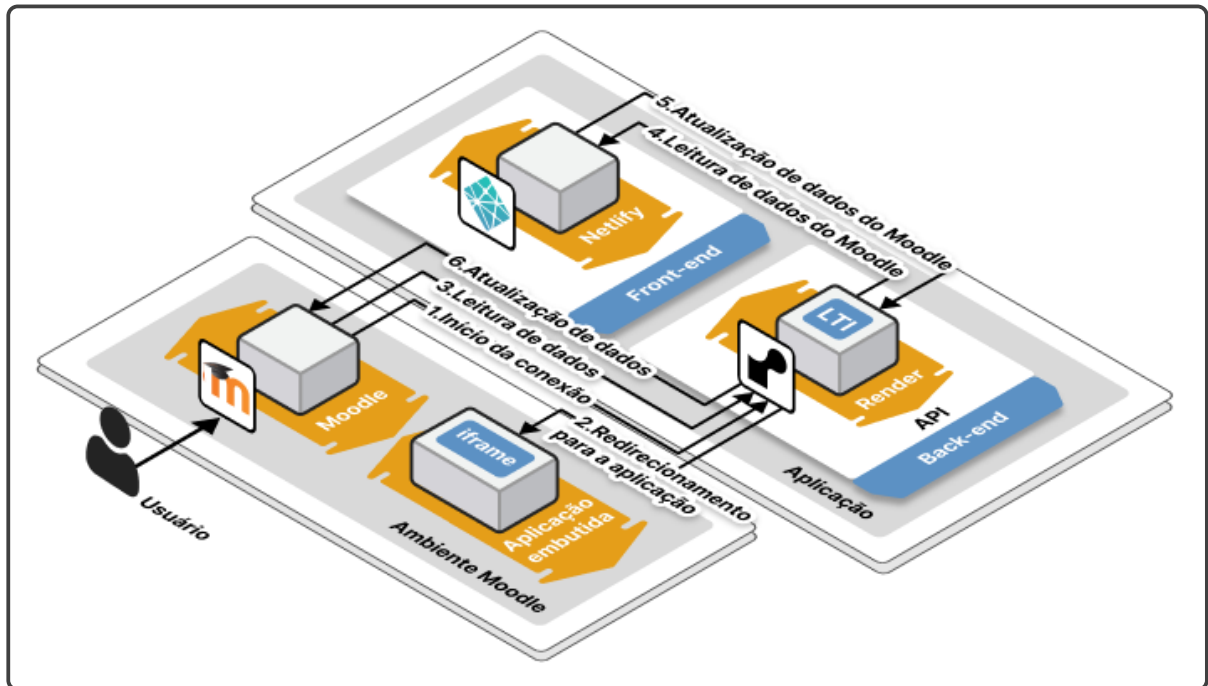 5.Atualização de dados do Moodle
4.Leitura de dados do Moodle
Netlify
Front-end
6.Atualização de dados
3.Leitura de dados
1.Início da conexão
LTI
Render
API
Back-end
Aplicação
m
Moodle
iframe
2.Redirecionamento
para a aplicação
Aplicação
embutida
Ambiente Moodle
Usuário